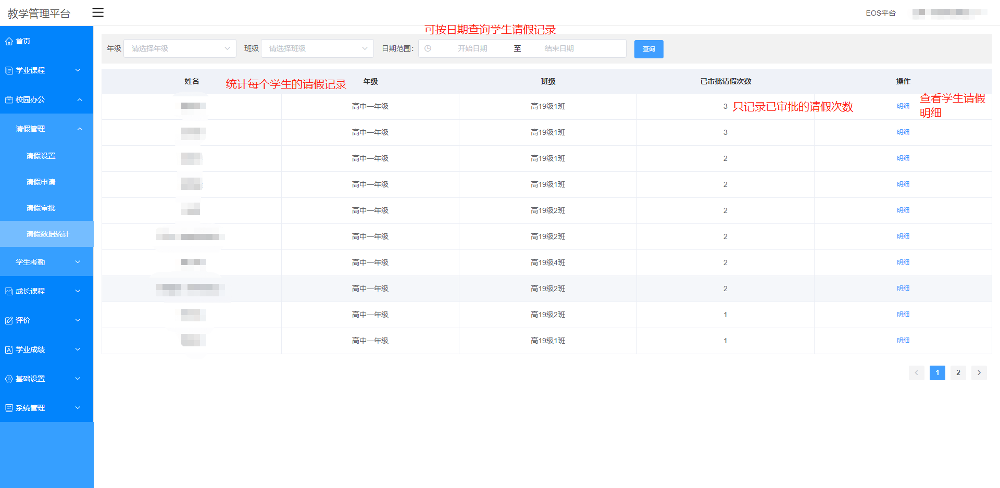 教学管理平台
EOS平台
可按日期查询学生请假记录
年级 请选择年级 班级 请选择班级 日期范围： 开始日期 至 结束日期 查询
首页
学业课程
校园办公
请假管理
请假设置
请假申请
请假审批
请假数据统计
学生考勤
成长课程
评价
学业成绩
基础设置
系统管理
姓名 统计每个学生的请假记录 年级 班级 已审批请假次数 操作
高中一年级 高19级1班 3 只记录已审批的请假次数 明细 查看学生请假
明细
高中一年级 高19级1班 3 明细
高中一年级 高19级1班 2 明细
高中一年级 高19级1班 2 明细
高中一年级 高19级2班 2 明细
高中一年级 高19级2班 2 明细
高中一年级 高19级4班 2 明细
高中一年级 高19级2班 2 明细
高中一年级 高19级2班 1 明细
高中一年级 高19级1班 1 明细
1 2